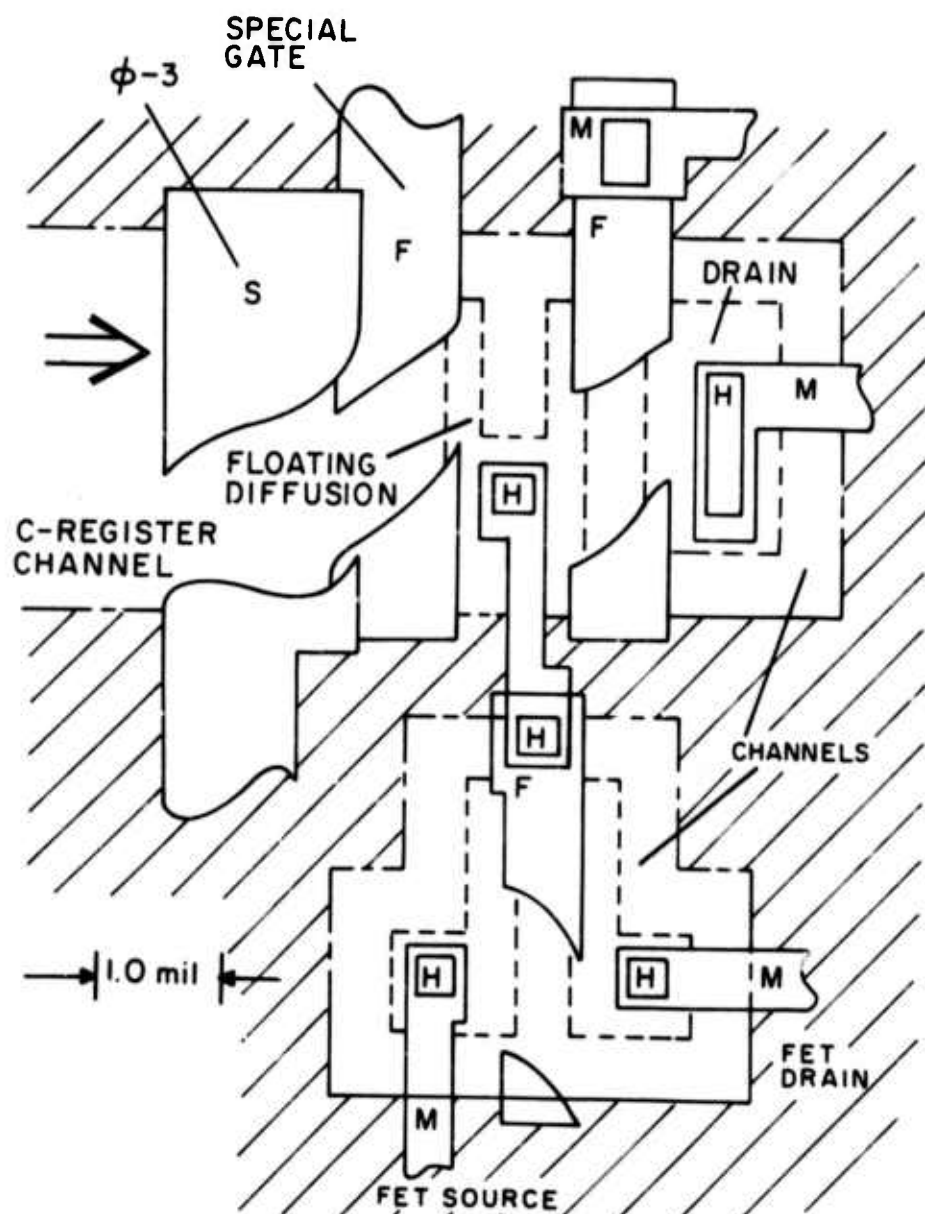 SPECIAL
GATE
ϕ-3
M
F
F
S
DRAIN
H
M
FLOATING
DIFFUSION
H
C-REGISTER
CHANNEL
H
CHANNELS
F
1.0 mil
H
H
M
FET
DRAIN
M
FET SOURCE